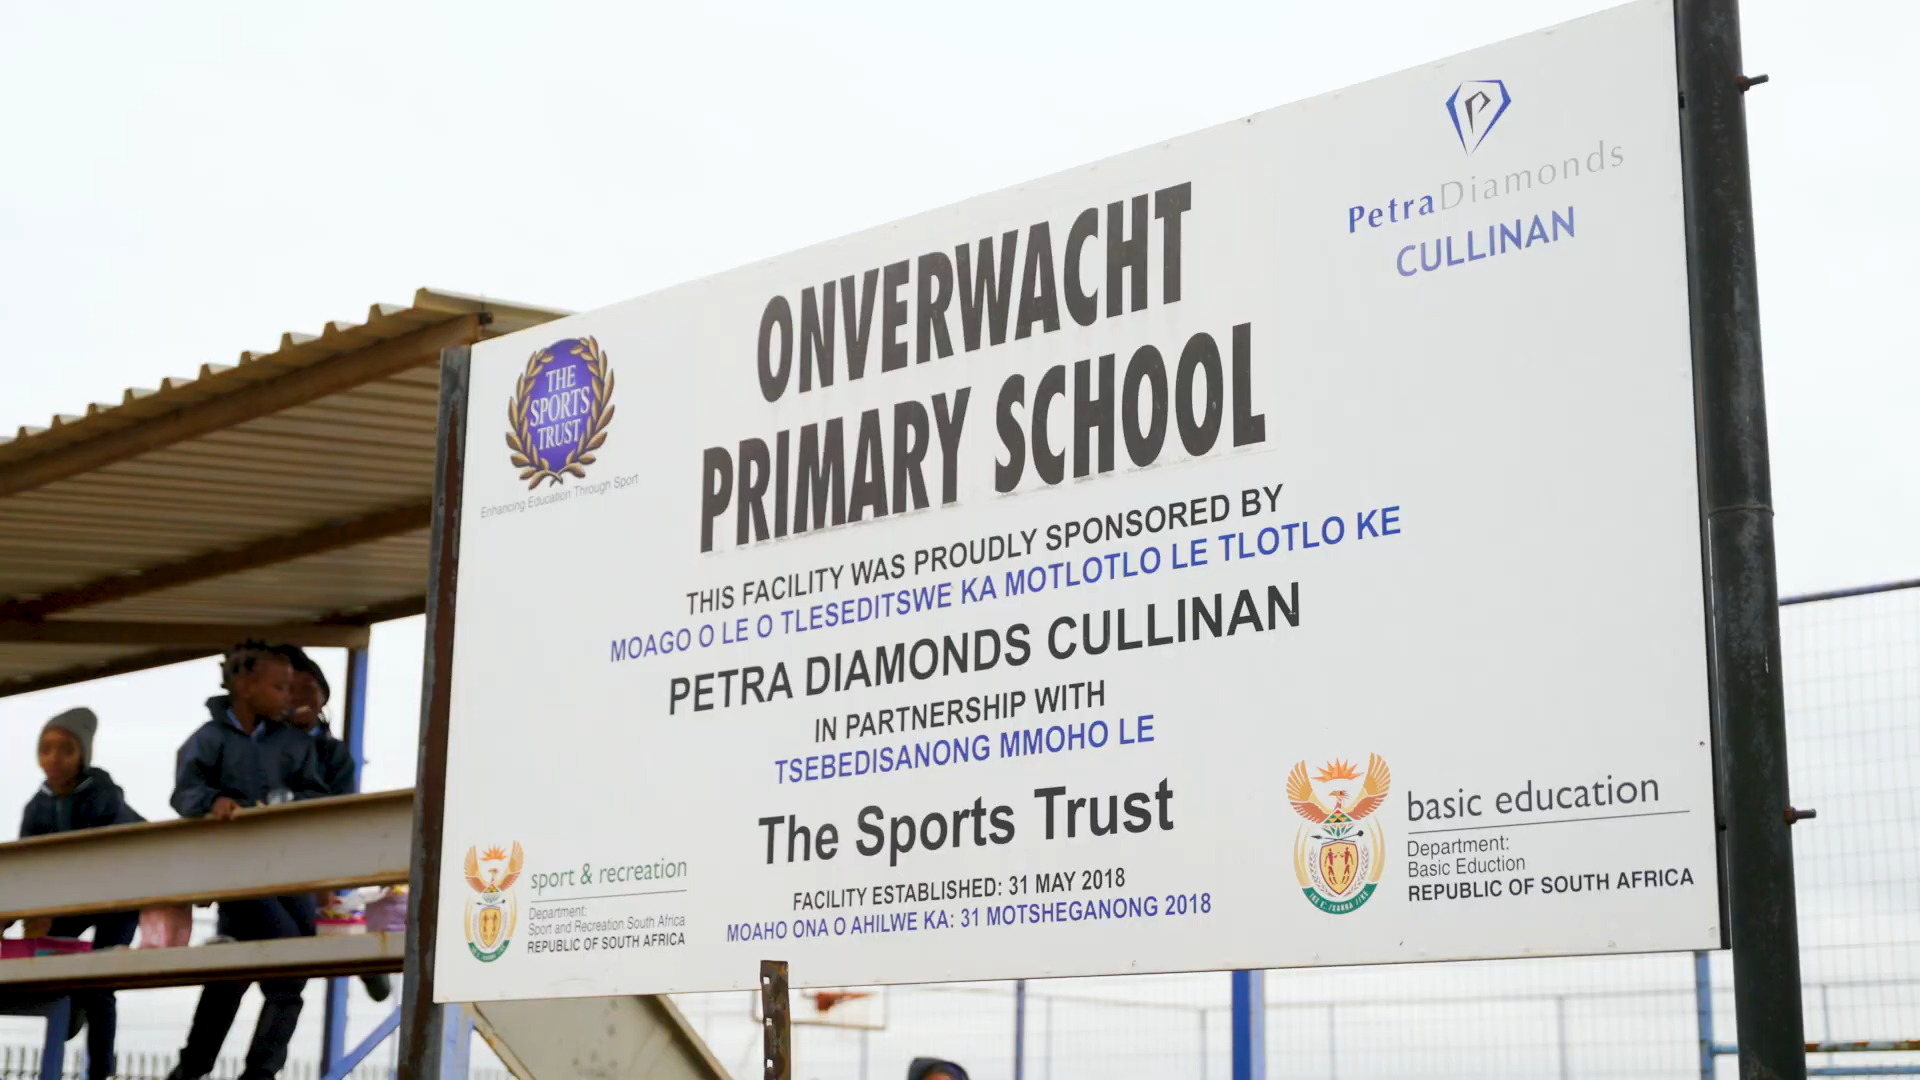 THE
SPORTS
TRUST
Enhancing Education Through Sport
PetraDiamonds
CULLINAN
ONVERWACHT
PRIMARY SCHOOL
THIS FACILITY WAS PROUDLY SPONSORED BY
MOAGO O LE O TLESEDITSWE KA MOTLOTLO LE TLOTLO KE
PETRA DIAMONDS CULLINAN
IN PARTNERSHIP WITH
TSEBEDISANONG MMOHO LE
The Sports Trust
FACILITY ESTABLISHED: 31 MAY 2018
MOAHO ONA O AHILWE KA: 31 MOTSHEGANONG 2018
sport & recreation
Department:
Sport and Recreation South Africa
REPUBLIC OF SOUTH AFRICA
basic education
Department:
Basic Eduction
REPUBLIC OF SOUTH AFRICA